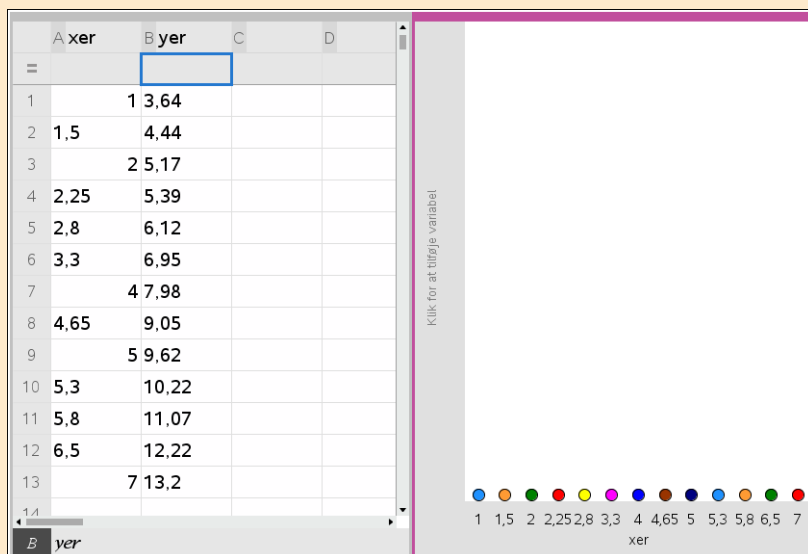 A xer B yer C D
=
1 1 3,64
2 1,5 4,44
3 2 5,17
4 2,25 5,39
5 2,8 6,12
6 3,3 6,95
7 4 7,98
8 4,65 9,05
9 5 9,62
10 5,3 10,22
11 5,8 11,07
12 6,5 12,22
13 7 13,2
14
B yer
Klik for at tilføje variabel
1 1,5 2 2,25 2,8 3,3 4 4,65 5 5,3 5,8 6,5 7
xer